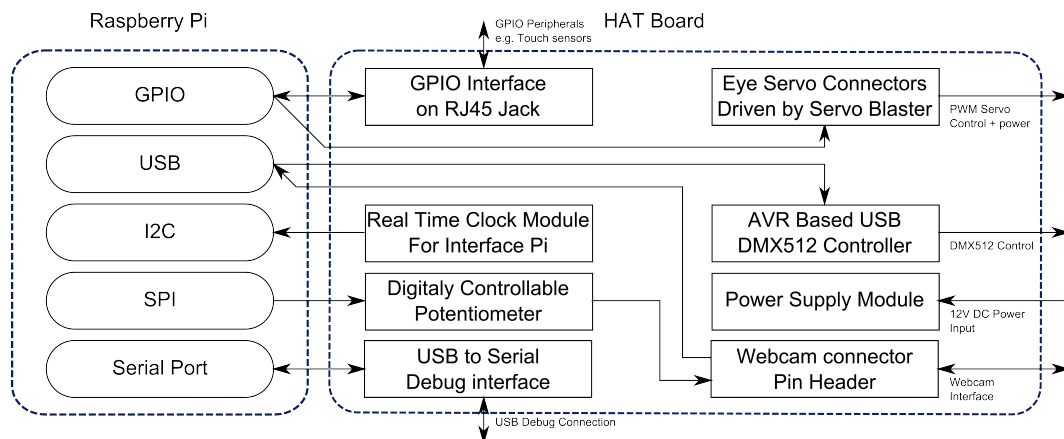 Raspberry Pi
HAT Board
GPIO Peripherals
e.g. Touch sensors
GPIO
GPIO Interface
on RJ45 Jack
Eye Servo Connectors
Driven by Servo Blaster
PWM Servo
Control + power
USB
I2C
Real Time Clock Module
For Interface Pi
AVR Based USB
DMX512 Controller
DMX512 Control
SPI
Digitaly Controllable
Potentiometer
Power Supply Module
12V DC Power
Input
Serial Port
USB to Serial
Debug interface
Webcam connector
Pin Header
Webcam
Interface
USB Debug Connection